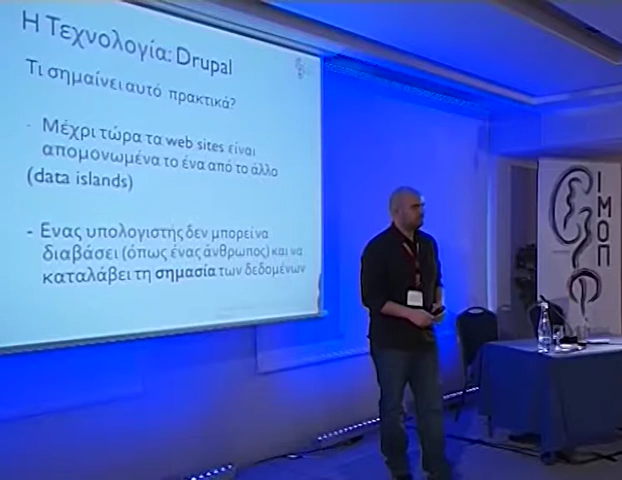 Η Τεχνολογία: Drupal
Τι σημαίνει αυτό πρακτικά?
- Μέχρι τώρα τα web sites είναι
απομονωμένα το ένα από το άλλο
(data islands)
- Ένας υπολογιστής δεν μπορεί να
διαβάσει (όπως ένας άνθρωπος) και να
καταλάβει τη σημασία των δεδομένων
ΙΜΟΠ